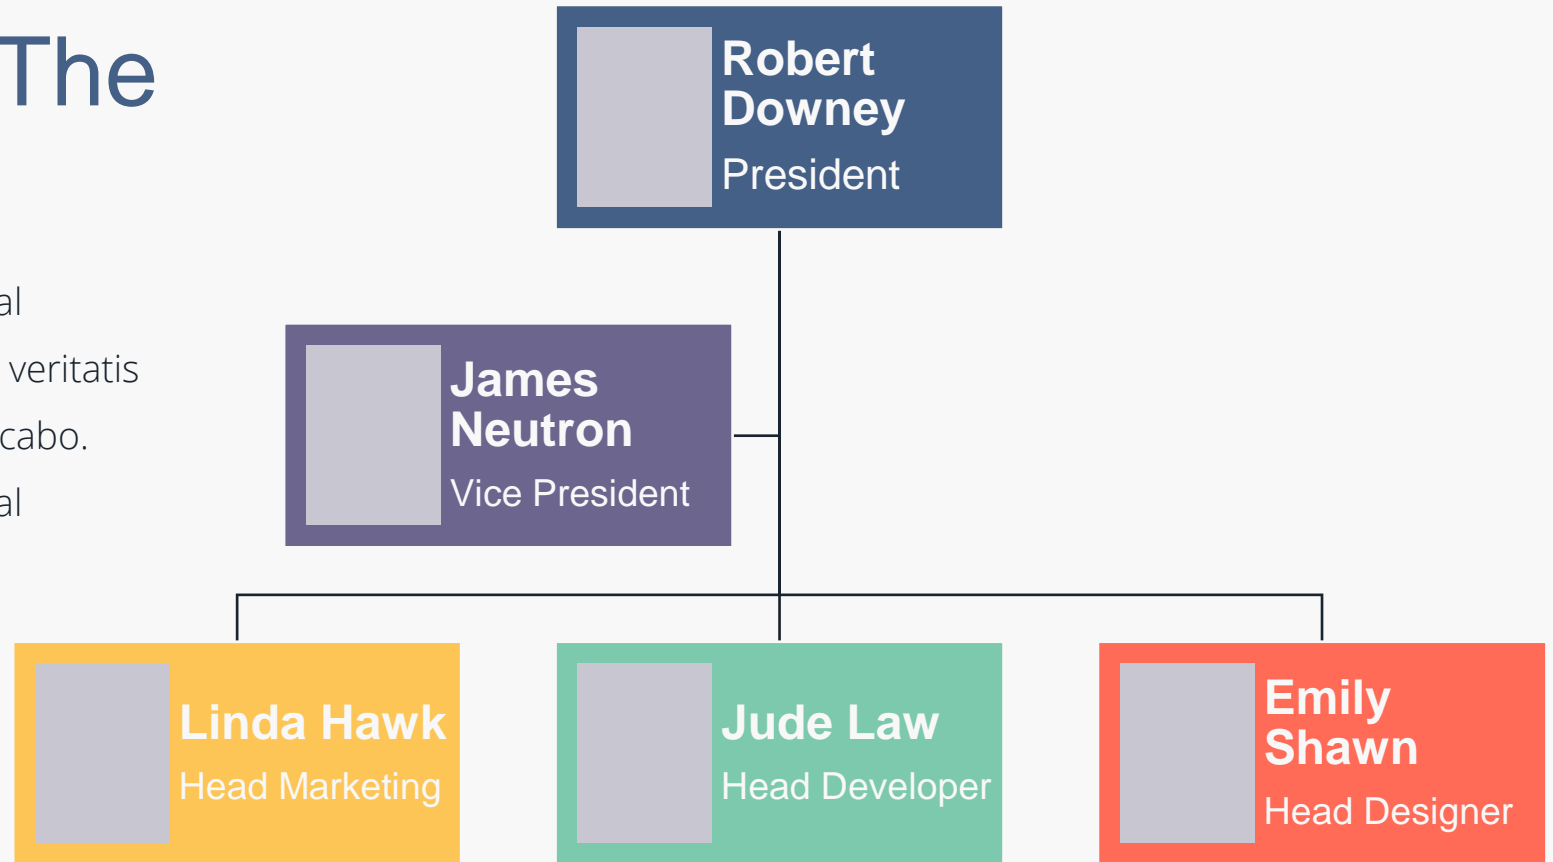 The
al
veritatis
cabo.
al
Robert
Downey
President
James
Neutron
Vice President
Linda Hawk
Head Marketing
Jude Law
Head Developer
Emily
Shawn
Head Designer